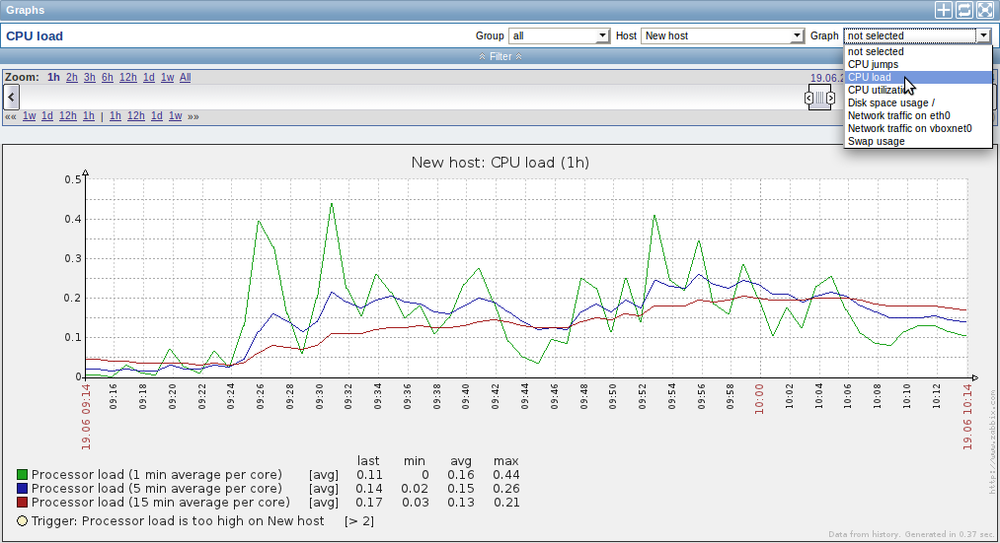 Graphs
CPU load
Group all Host New host Graph not selected
not selected
CPU jumps
CPU load
CPU utilizatio
Disk space usage /
Network traffic on eth0
Network traffic on vboxnet0
Swap usage
Filter
Zoom: 1h 2h 3h 6h 12h 1d 1w All
19.06.2
«« 1w 1d 12h 1h | 1h 12h 1d 1w »»
New host: CPU load (1h)
0.5
0.4
0.3
0.2
0.1
0
19.06 09:14 09:16 09:18 09:20 09:22 09:24 09:26 09:28 09:30 09:32 09:34 09:36 09:38 09:40 09:42 09:44 09:46 09:48 09:50 09:52 09:54 09:56 09:58 10:00 10:02 10:04 10:06 10:08 10:10 10:12 19.06 10:14
last min avg max
Processor load (1 min average per core) [avg] 0.11 0 0.16 0.44
Processor load (5 min average per core) [avg] 0.14 0.02 0.15 0.26
Processor load (15 min average per core) [avg] 0.17 0.03 0.13 0.21
Trigger: Processor load is too high on New host [> 2]
http://www.zabbix.com
Data from history. Generated in 0.37 sec.